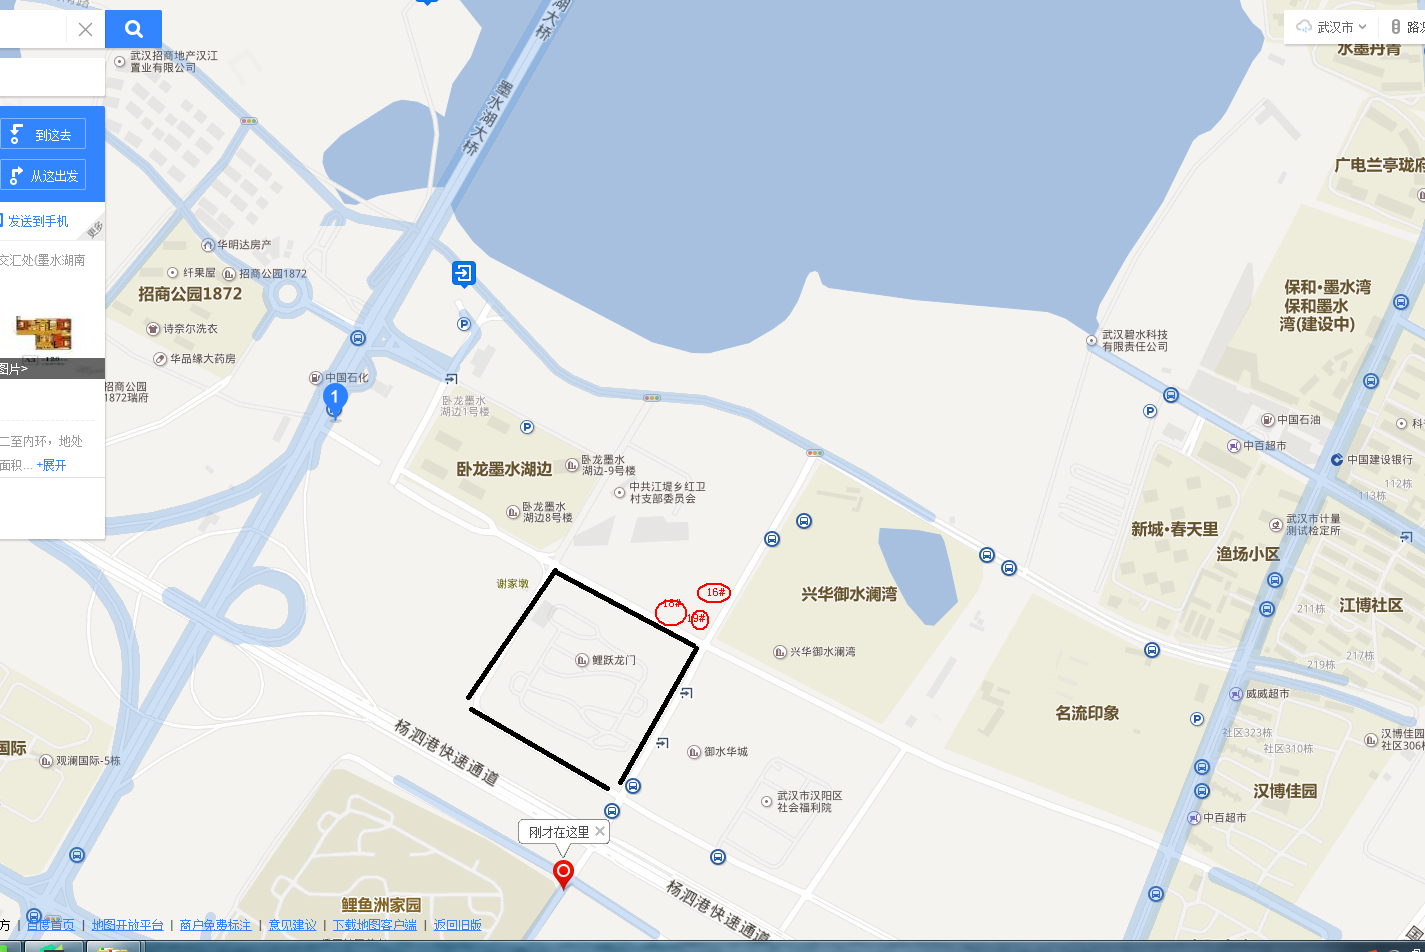 湖大桥
墨水湖大桥
武汉招商地产汉江
置业有限公司
武汉市
水墨丹青
到这去
从这出发
发送到手机
更多
交汇处(墨水湖南
图片>
二至内环，地处
面积... +展开
广电兰亭珑府
华明达房产
纤果屋
招商公园1872
招商公园1872
诗奈尔洗衣
华品缘大药房
招商公园
1872瑞府
中国石化
1
保和·墨水湾
保和墨水
湾(建设中)
武汉碧水科技
有限责任公司
卧龙墨水
湖边1号楼
中国石油
中百超市
中国建设银行
112栋
113栋
卧龙墨水湖边
卧龙墨水
湖边-9号楼
中共江堤乡红卫
村支部委员会
卧龙墨水
湖边8号楼
新城·春天里
武汉市计量
测试检定所
渔场小区
谢家墩
16#
18#
19#
兴华御水澜湾
211栋
江博社区
鲤跃龙门
兴华御水澜湾
217栋
219栋
威威超市
名流印象
社区323栋
社区310栋
汉博佳园
社区306栋
国际
观澜国际-5栋
杨泗港快速通道
御水华城
武汉市汉阳区
社会福利院
汉博佳园
中百超市
刚才在这里
鲤鱼洲家园
杨泗港快速通道
方 | 百度首页 | 地图开放平台 | 商户免费标注 | 意见建议 | 下载地图客户端 | 返回旧版